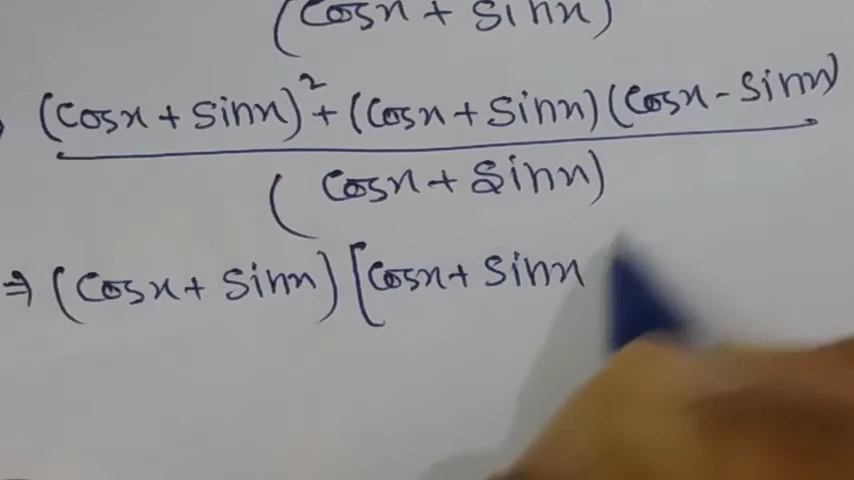 (cosx + sinx)
(cosx + sinx)² + (cosx + sinx)(cosx - sinx)
(cosx + sinx)
⇒ (cosx + sinx) [cosx + sinx